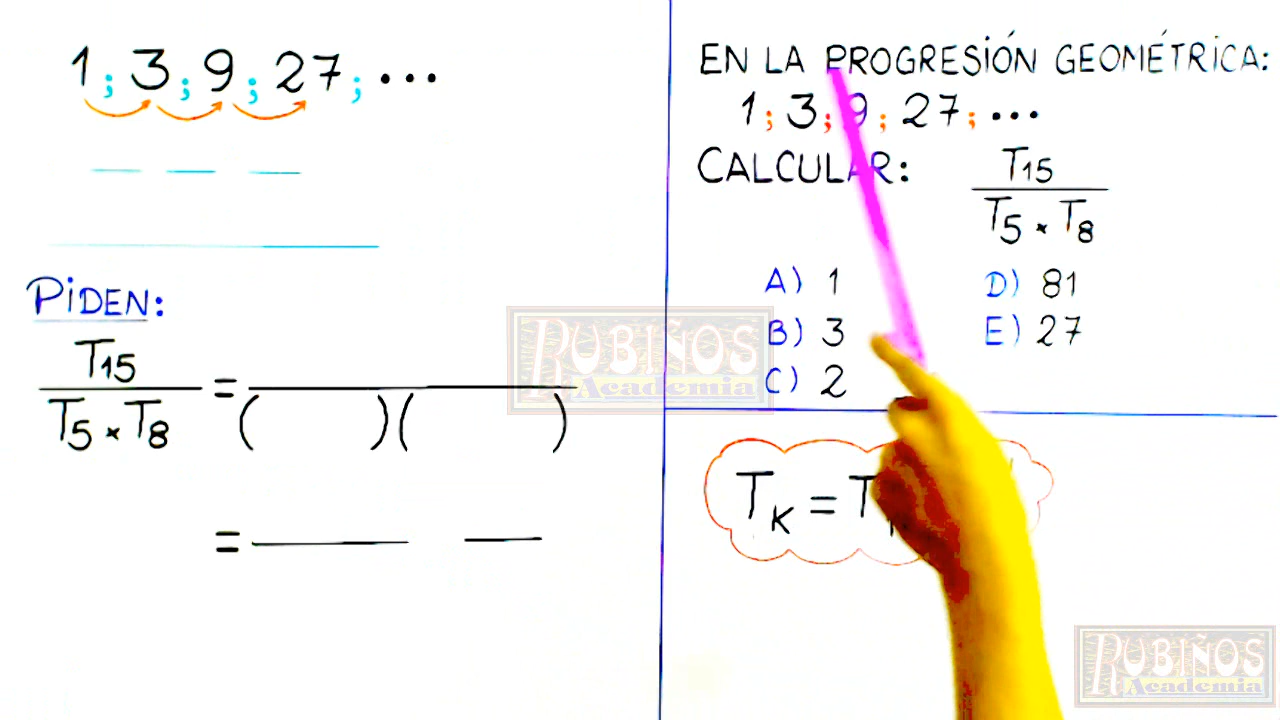 1; 3; 9; 27; ...
PiDEN:
T15
T5 × T8
=
( )( )
=
EN LA PROGRESIÓN GEOMÉTRICA:
1; 3; 9; 27; ...
CALCULAR:
T15
T5 × T8
A) 1
B) 3
C) 2
D) 81
E) 27
TK = T
RUBIÑOS
Academia
RUBIÑOS
Academia